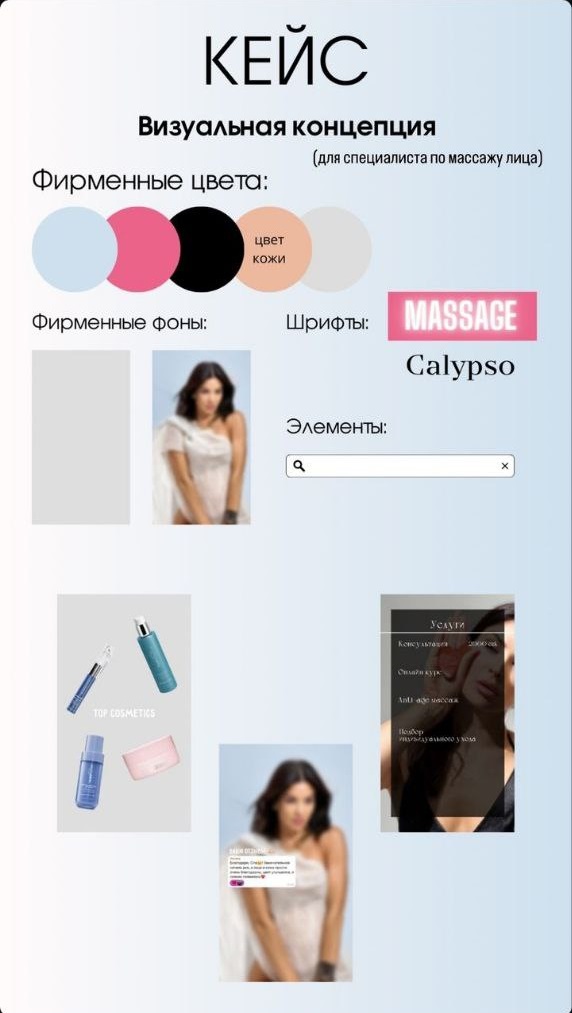 КЕЙС
Визуальная концепция
(для специалиста по массажу лица)
Фирменные цвета:
цвет
кожи
Фирменные фоны:
Шрифты:
MASSAGE
Calypso
Элементы:
TOP COSMETICS
Услуги
Консультация 2000 руб.
Онлайн курс
Anti-age массаж
Подбор
индивидуального ухода